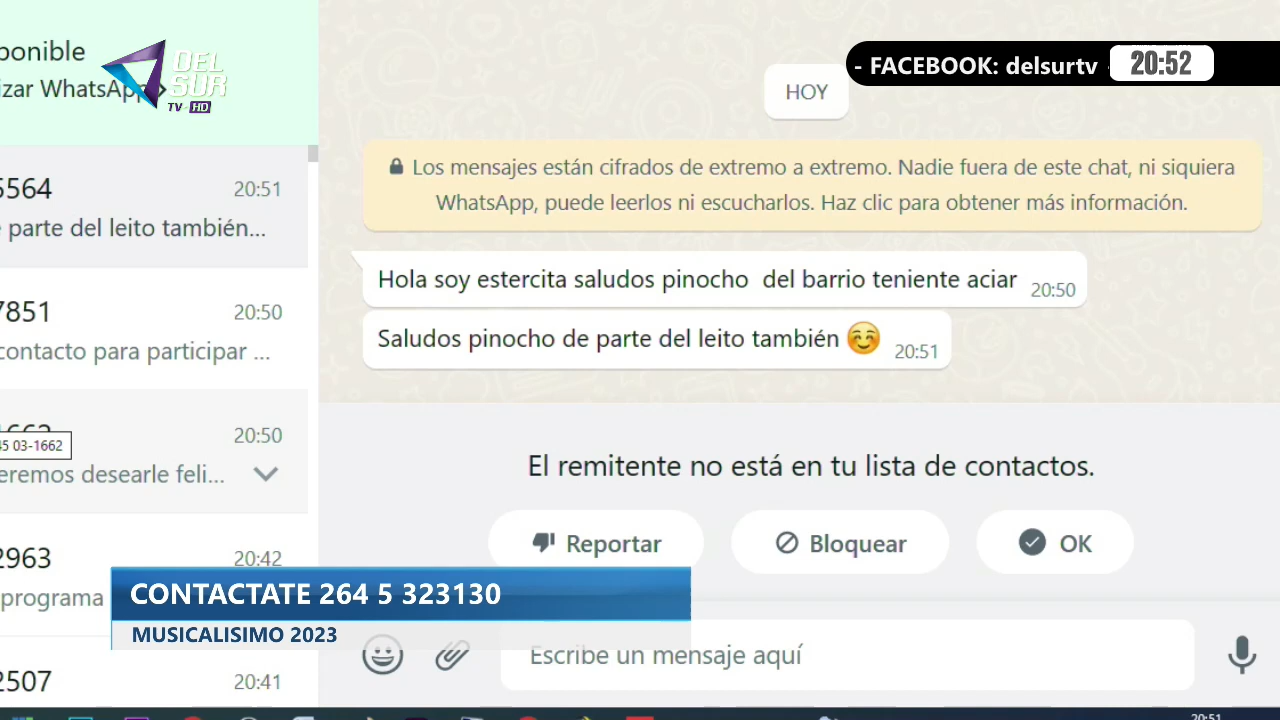 ponible
izar WhatsApp
DEL
SUR
TV HD
- FACEBOOK: delsurtv -
20:52
HOY
Los mensajes están cifrados de extremo a extremo. Nadie fuera de este chat, ni siquiera
WhatsApp, puede leerlos ni escucharlos. Haz clic para obtener más información.
5564 20:51
parte del leito también...
Hola soy estercita saludos pinocho  del barrio teniente aciar 20:50
7851 20:50
contacto para participar ...
Saludos pinocho de parte del leito también ☺️ 20:51
20:50
45 03-1662
eremos desearle feli...
El remitente no está en tu lista de contactos.
Reportar
Bloquear
OK
2963 20:42
programa
CONTACTATE 264 5 323130
MUSICALISIMO 2023
Escribe un mensaje aquí
2507 20:41
20:51